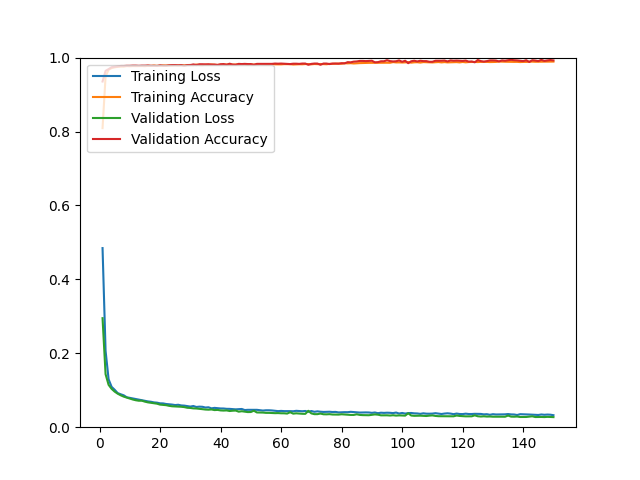 1.0
0.8
0.6
0.4
0.2
0.0
Training Loss
Training Accuracy
Validation Loss
Validation Accuracy
0 20 40 60 80 100 120 140